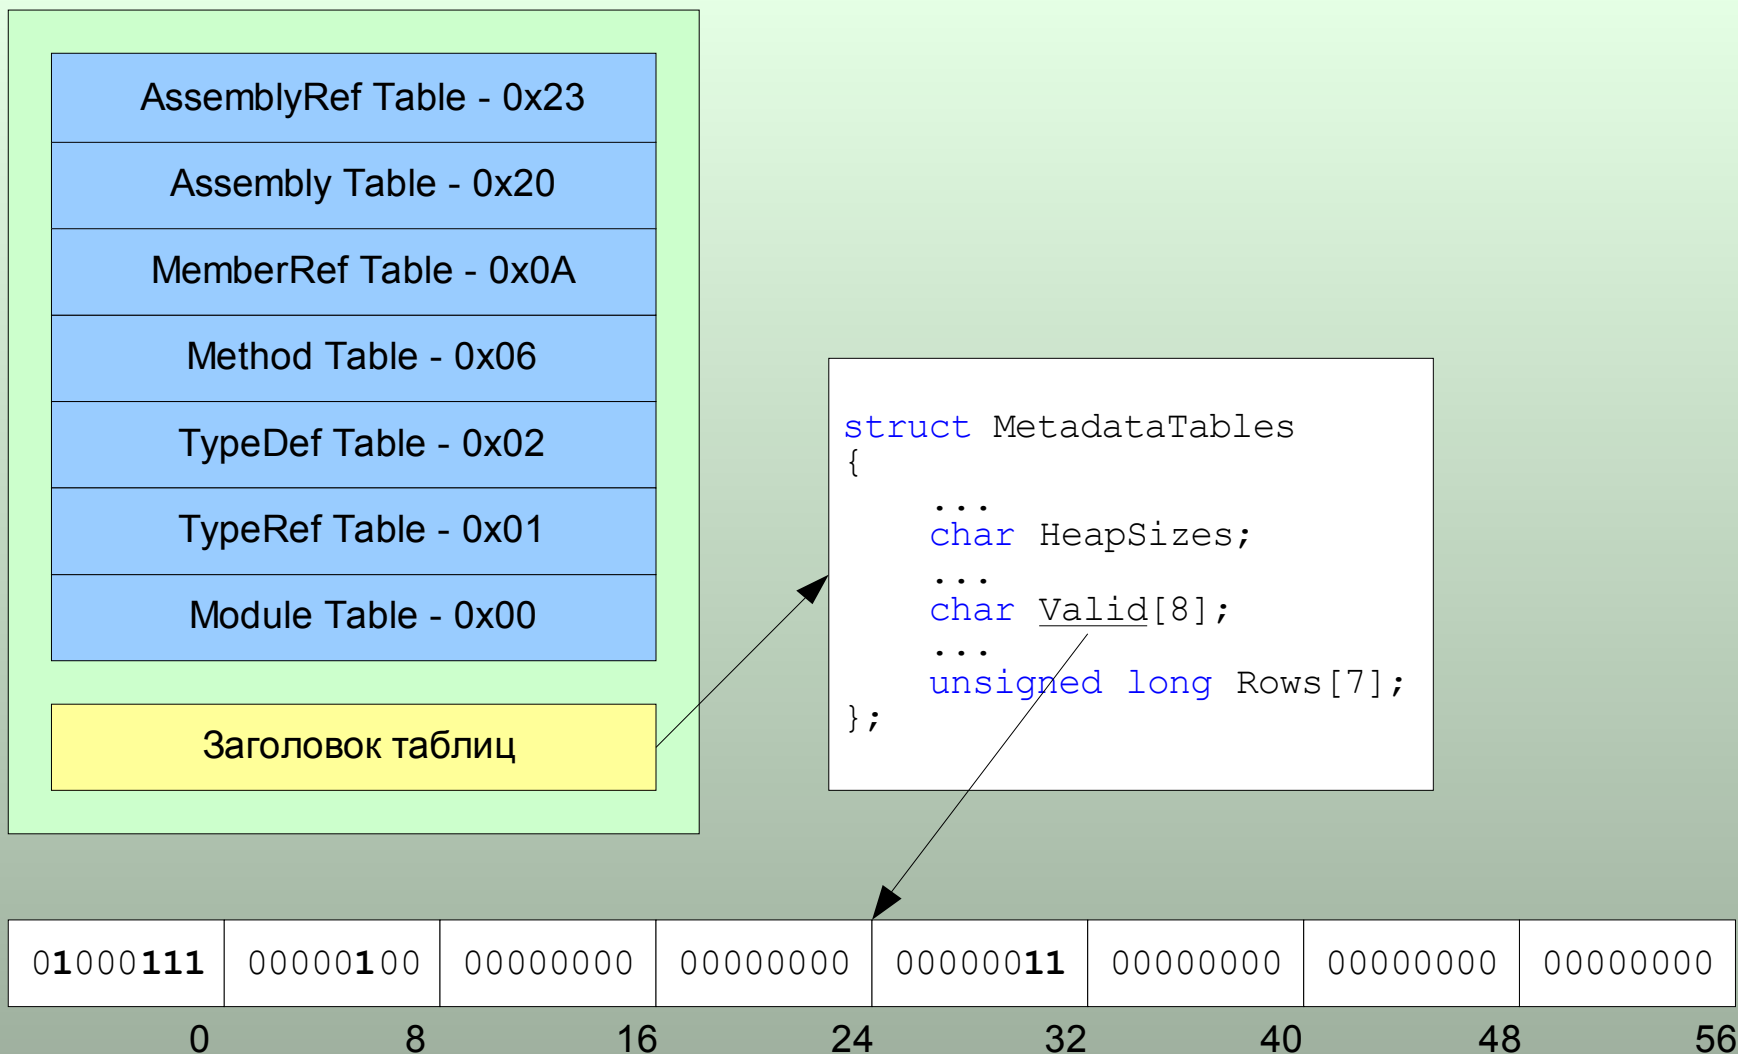 AssemblyRef Table - 0x23
Assembly Table - 0x20
MemberRef Table - 0x0A
Method Table - 0x06
TypeDef Table - 0x02
TypeRef Table - 0x01
Module Table - 0x00
Заголовок таблиц
struct MetadataTables
{
...
char HeapSizes;
...
char Valid[8];
...
unsigned long Rows[7];
};
01000111 00000100 00000000 00000000 00000011 00000000 00000000 00000000
0 8 16 24 32 40 48 56